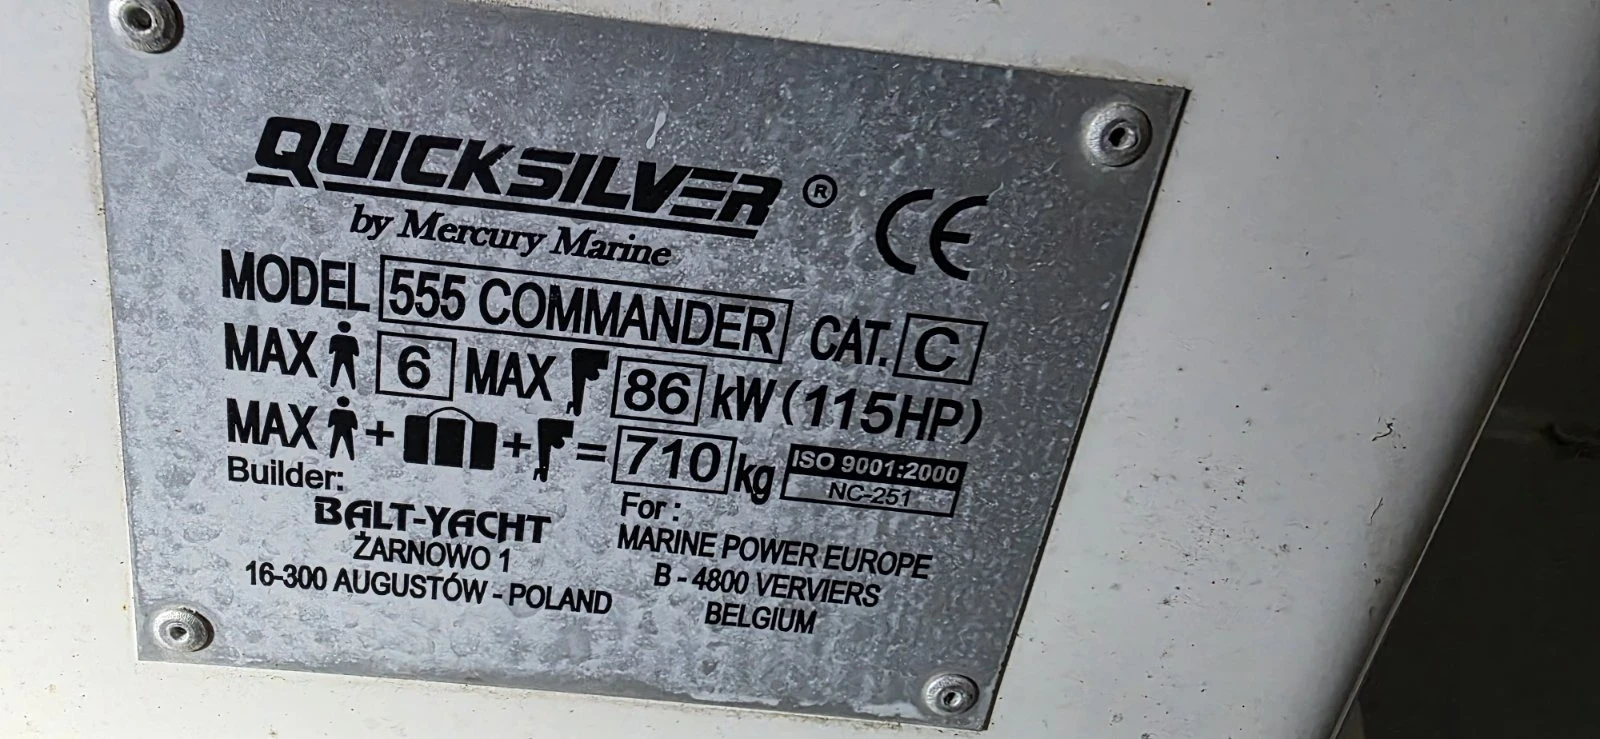 QUICKSILVER ® CE
by Mercury Marine
MODEL 555 COMMANDER CAT. C
MAX 6 MAX 86 kW (115HP)
MAX + + = 710 kg
ISO 9001:2000
NC-251
Builder:
BALT-YACHT
ŻARNOWO 1
16-300 AUGUSTÓW - POLAND
For :
MARINE POWER EUROPE
B - 4800 VERVIERS
BELGIUM